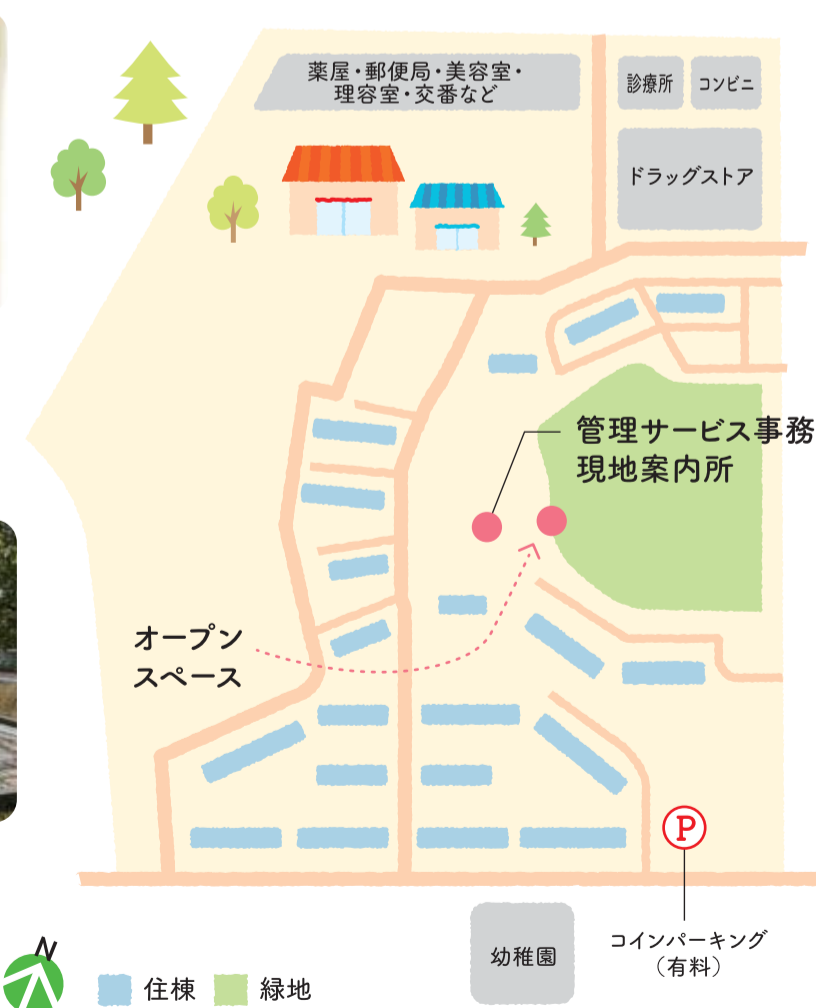 薬屋・郵便局・美容室・
理容室・交番など
診療所
コンビニ
ドラッグストア
管理サービス事務
現地案内所
オープン
スペース
P
コインパーキング
（有料）
幼稚園
N
住棟
緑地